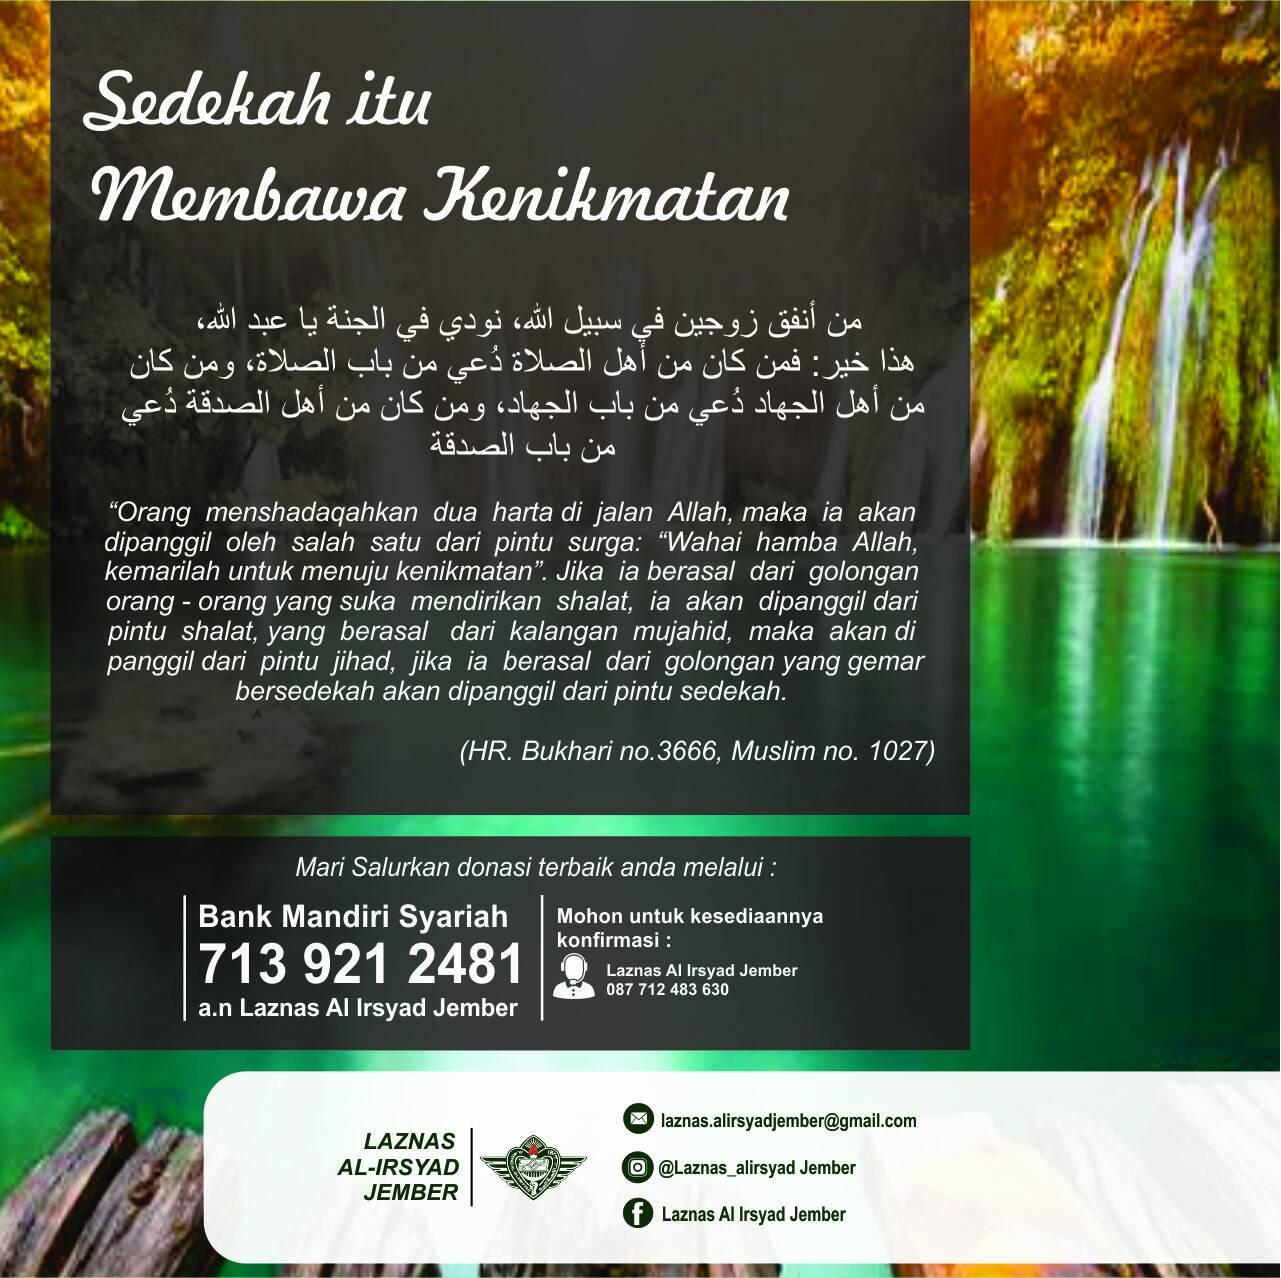 Sedekah itu
Membawa Kenikmatan
من أنفق زوجين في سبيل الله، نودي في الجنة يا عبد الله،
هذا خير: فمن كان من أهل الصلاة دُعي من باب الصلاة، ومن كان
من أهل الجهاد دُعي من باب الجهاد، ومن كان من أهل الصدقة دُعي
من باب الصدقة
“Orang menshadaqahkan dua harta di jalan Allah, maka ia akan
dipanggil oleh salah satu dari pintu surga: “Wahai hamba Allah,
kemarilah untuk menuju kenikmatan”. Jika ia berasal dari golongan
orang - orang yang suka mendirikan shalat, ia akan dipanggil dari
pintu shalat, yang berasal dari kalangan mujahid, maka akan di
panggil dari pintu jihad, jika ia berasal dari golongan yang gemar
bersedekah akan dipanggil dari pintu sedekah.
(HR. Bukhari no.3666, Muslim no. 1027)
Mari Salurkan donasi terbaik anda melalui :
Bank Mandiri Syariah
713 921 2481
a.n Laznas Al Irsyad Jember
Mohon untuk kesediaannya
konfirmasi :
Laznas Al Irsyad Jember
087 712 483 630
LAZNAS
AL-IRSYAD
JEMBER
laznas.alirsyadjember@gmail.com
@Laznas_alirsyad Jember
Laznas Al Irsyad Jember